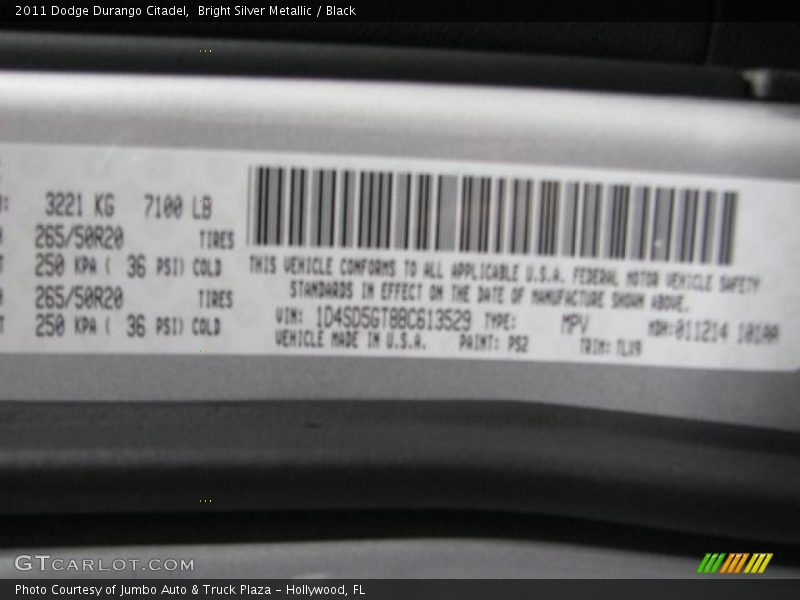 2011 Dodge Durango Citadel, Bright Silver Metallic / Black
3221 KG 7100 LB
265/50R20 TIRES
250 KPA ( 36 PSI) COLD
265/50R20 TIRES
250 KPA ( 36 PSI) COLD
THIS VEHICLE CONFORMS TO ALL APPLICABLE U.S.A. FEDERAL MOTOR VEHICLE SAFETY
STANDARDS IN EFFECT ON THE DATE OF MANUFACTURE SHOWN ABOVE.
VIN: 1D4SD5GT8BC613529 TYPE: MPV MDH:011214 101AA
VEHICLE MADE IN U.S.A. PAINT: PS2 TRIM: TLX9
GTCARLOT.COM
Photo Courtesy of Jumbo Auto & Truck Plaza - Hollywood, FL